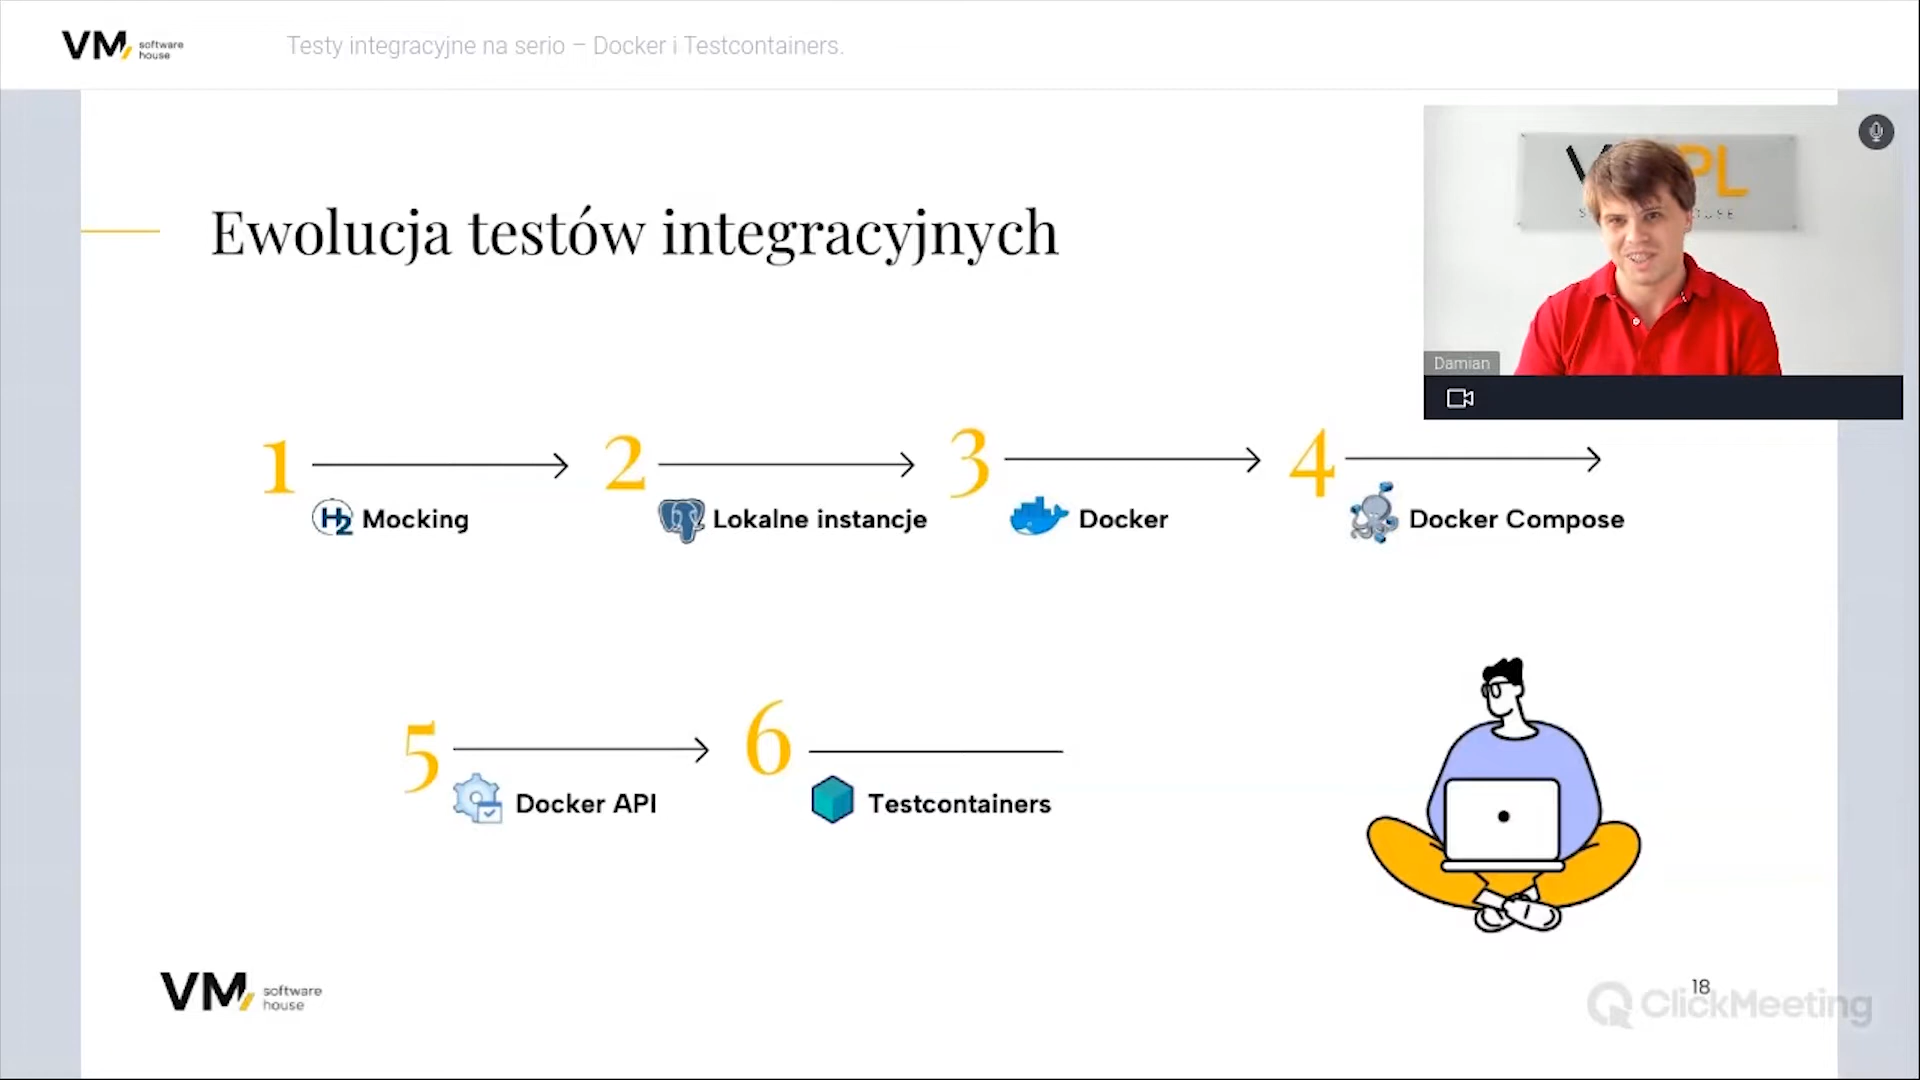 VM software house
Testy integracyjne na serio – Docker i Testcontainers.
Damian
Ewolucja testów integracyjnych
1
H2 Mocking
2
Lokalne instancje
3
Docker
4
Docker Compose
5
Docker API
6
Testcontainers
VM software house
18
ClickMeeting